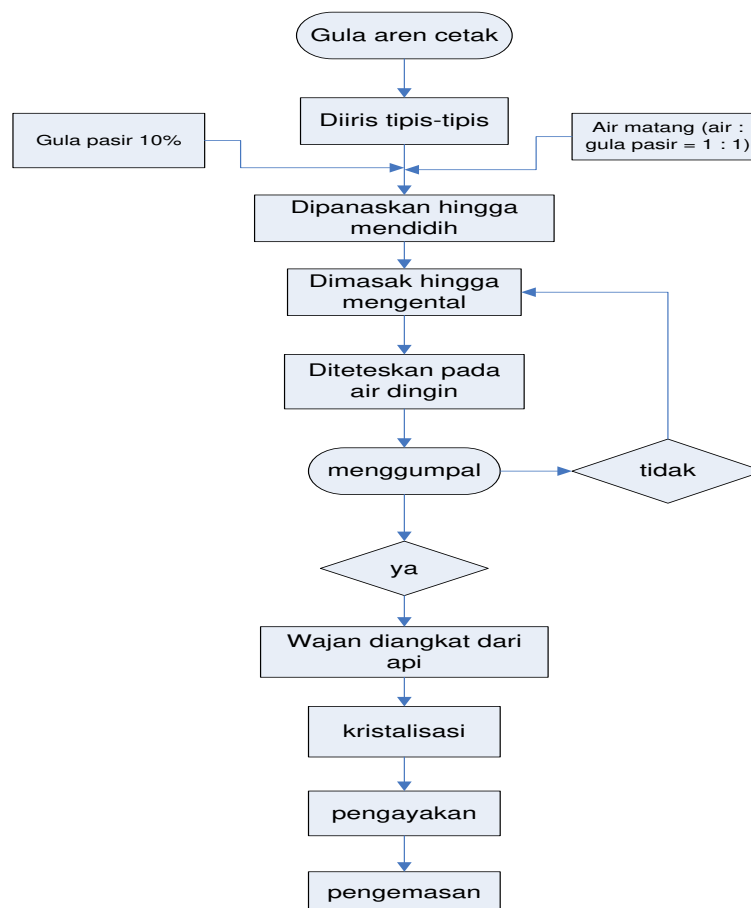 Gula aren cetak
Diiris tipis-tipis
Gula pasir 10%
Air matang (air :
gula pasir = 1 : 1)
Dipanaskan hingga
mendidih
Dimasak hingga
mengental
Diteteskan pada
air dingin
menggumpal
tidak
ya
Wajan diangkat dari
api
kristalisasi
pengayakan
pengemasan